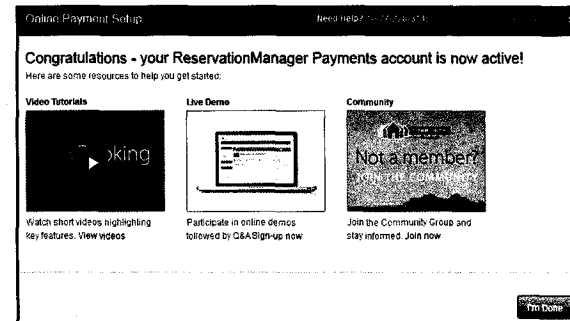 Online Payment Setup
Need Help?
Congratulations - your ReservationManager Payments account is now active!
Here are some resources to help you get started:
Video Tutorials
Live Demo
Community
oking
Not a member?
JOIN THE COMMUNITY
Watch short videos highlighting
key features. View videos
Participate in online demos
followed by Q&ASign-up now
Join the Community Group and
stay informed. Join now
I'm Done